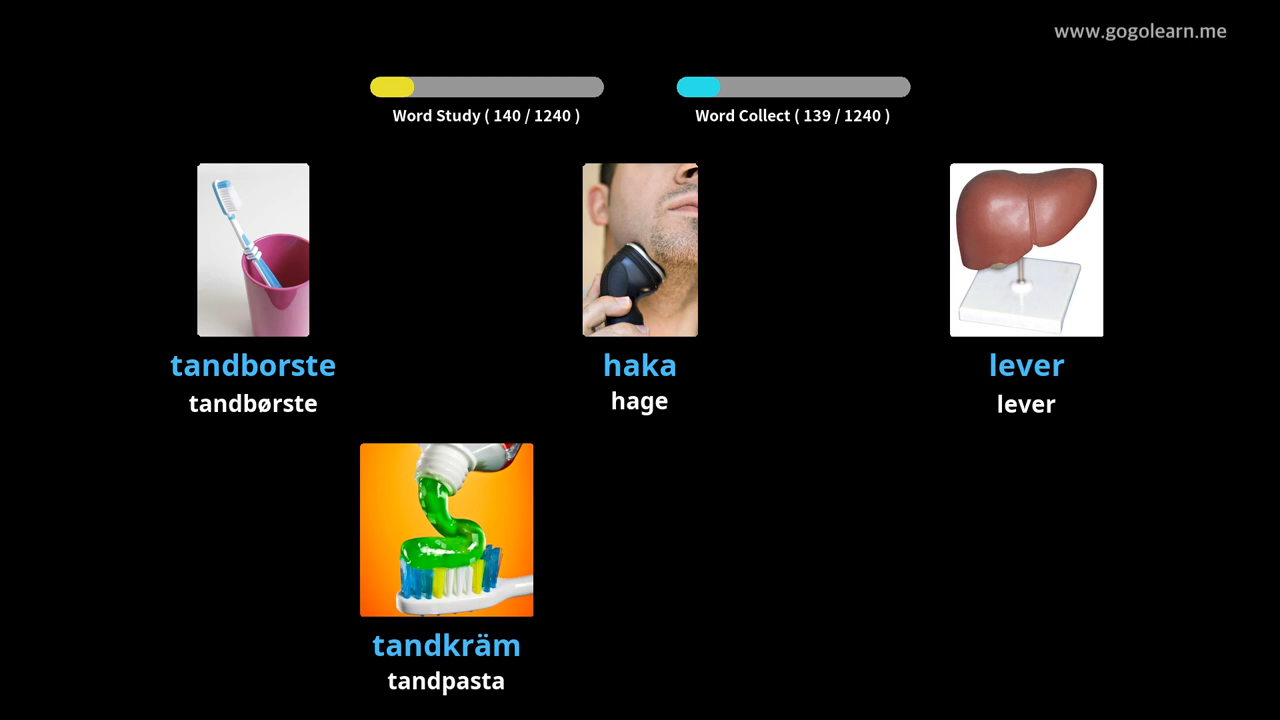 www.gogolearn.me
Word Study ( 140 / 1240 )
Word Collect ( 139 / 1240 )
tandborste
tandbørste
haka
hage
lever
lever
tandkräm
tandpasta